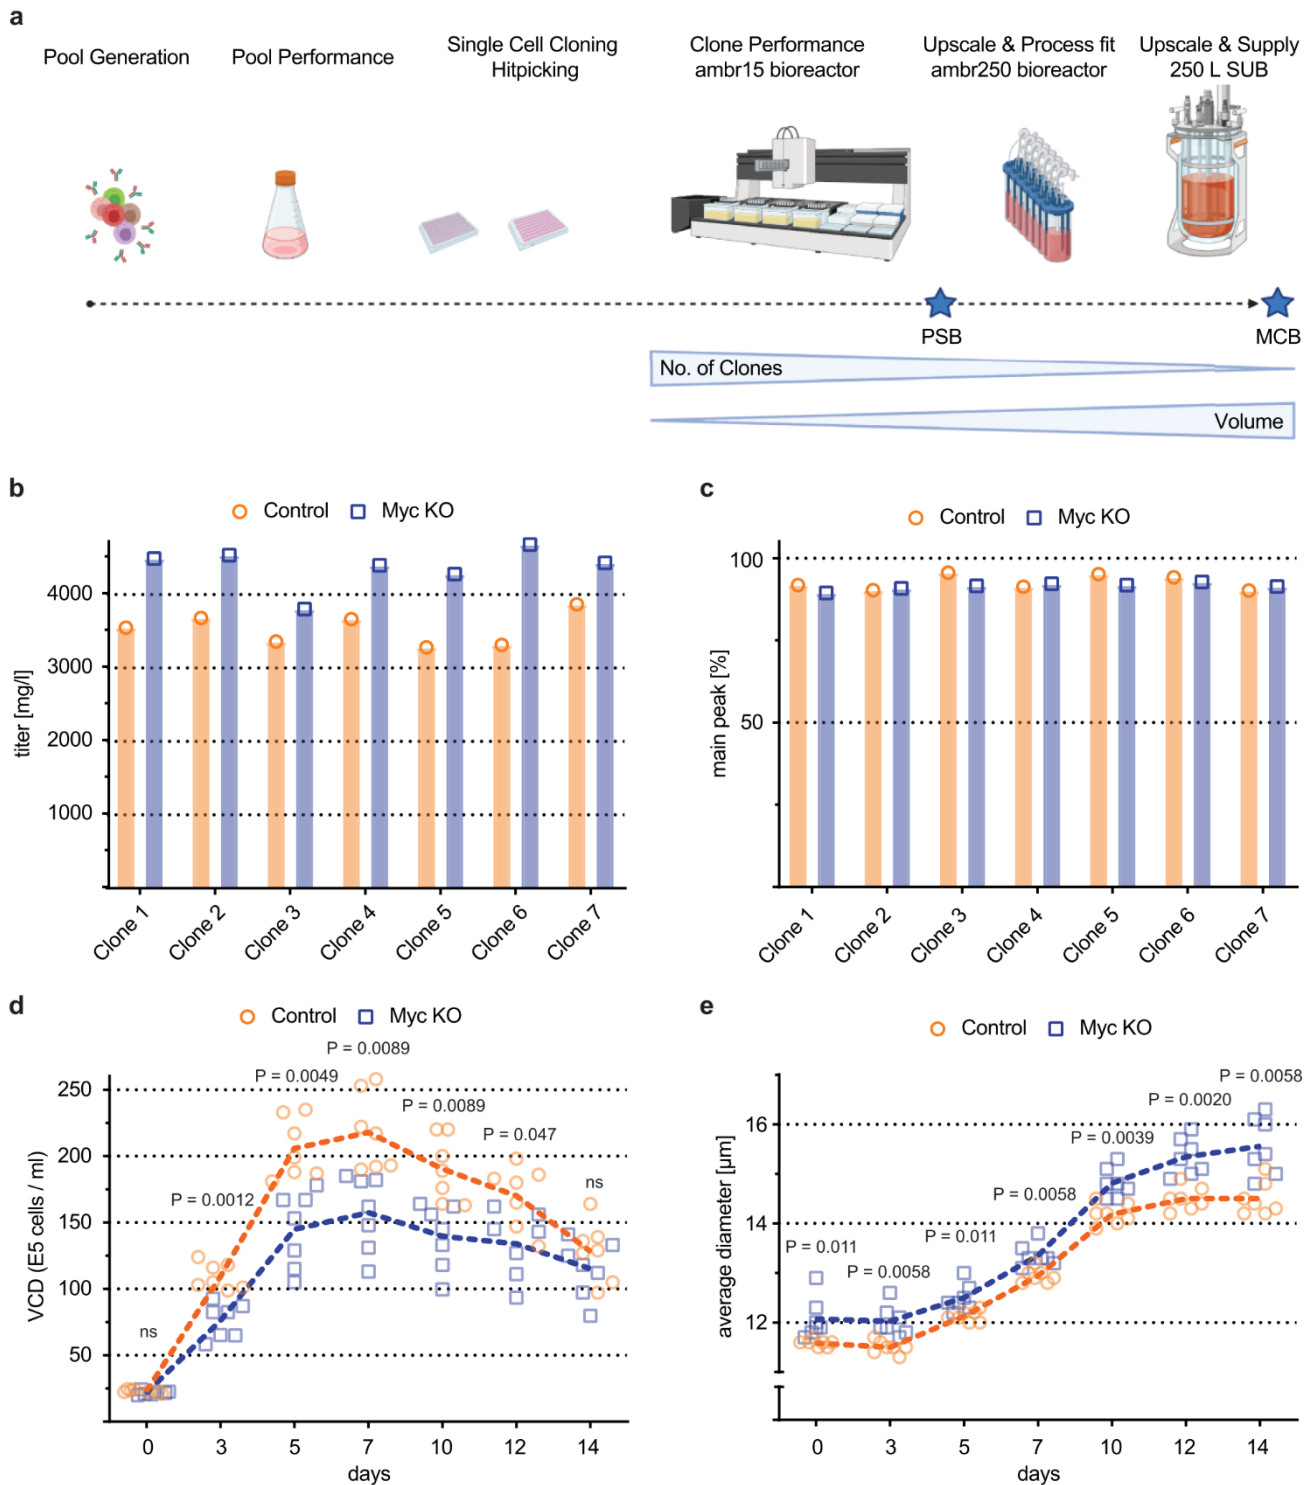 a
Pool Generation
Pool Performance
Single Cell Cloning
Hitpicking
Clone Performance
ambr15 bioreactor
Upscale & Process fit
ambr250 bioreactor
Upscale & Supply
250 L SUB
PSB
MCB
No. of Clones
Volume
b
Control
Myc KO
titer [mg/l]
4000
3000
2000
1000
Clone 1
Clone 2
Clone 3
Clone 4
Clone 5
Clone 6
Clone 7
c
Control
Myc KO
main peak [%]
100
50
Clone 1
Clone 2
Clone 3
Clone 4
Clone 5
Clone 6
Clone 7
d
Control
Myc KO
P = 0.0089
P = 0.0049
P = 0.0089
P = 0.047
P = 0.0012
ns
ns
VCD (E5 cells / ml)
250
200
150
100
50
0
3
5
7
10
12
14
days
e
Control
Myc KO
P = 0.0058
P = 0.0020
P = 0.0039
P = 0.0058
P = 0.011
P = 0.011
P = 0.0058
average diameter [µm]
16
14
12
0
3
5
7
10
12
14
days